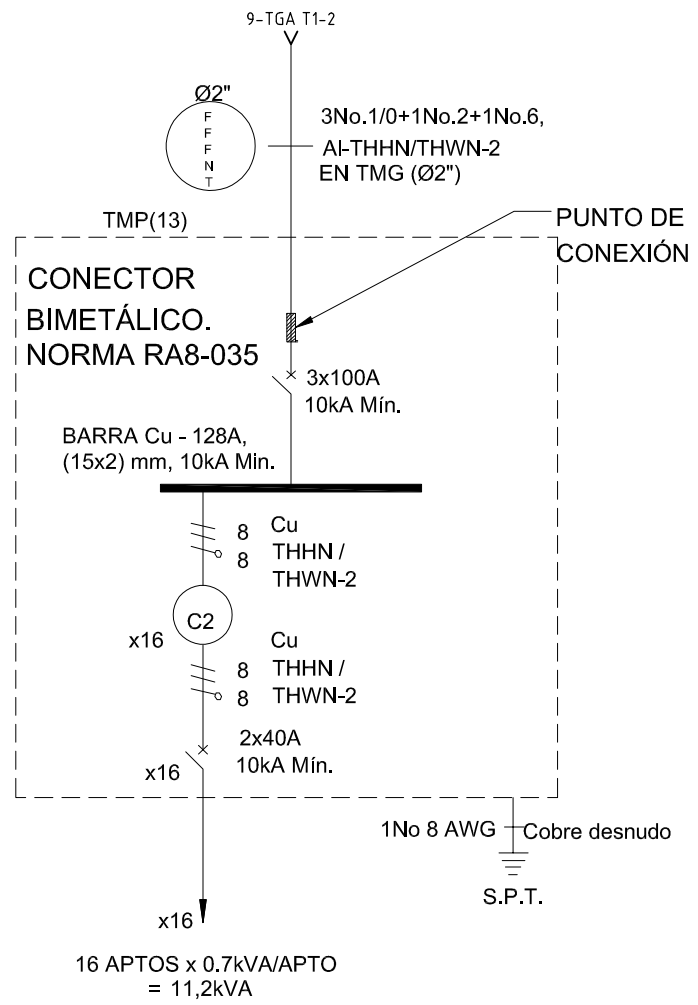 9-TGA T1-2
Ø2"
F
F
F
N
T
3No.1/0+1No.2+1No.6,
Al-THHN/THWN-2
EN TMG (Ø2")
TMP(13)
PUNTO DE
CONEXIÓN
CONECTOR
BIMETÁLICO.
NORMA RA8-035
3x100A
10kA Mín.
BARRA Cu - 128A,
(15x2) mm, 10kA Min.
8
8
Cu
THHN /
THWN-2
C2
x16
8
8
Cu
THHN /
THWN-2
2x40A
10kA Mín.
x16
1No 8 AWG
Cobre desnudo
S.P.T.
x16
16 APTOS x 0.7kVA/APTO
= 11,2kVA